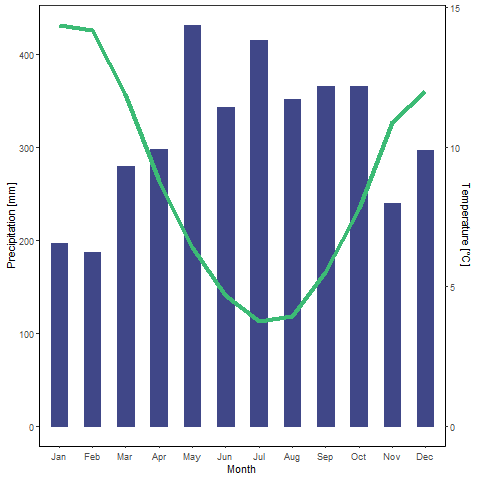 400
300
200
100
0
Precipitation [mm]
15
10
5
0
Temperature [°C]
Jan Feb Mar Apr May Jun Jul Aug Sep Oct Nov Dec
Month